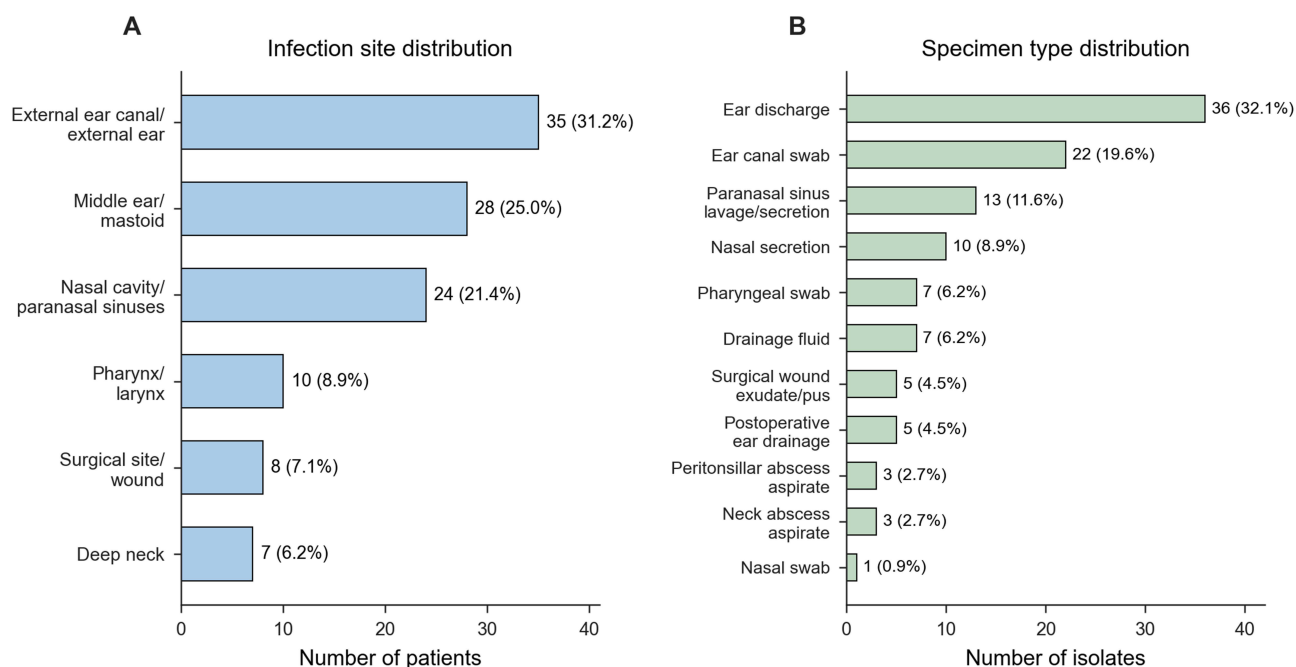 A
Infection site distribution
External ear canal/
external ear
35 (31.2%)
Middle ear/
mastoid
28 (25.0%)
Nasal cavity/
paranasal sinuses
24 (21.4%)
Pharynx/
larynx
10 (8.9%)
Surgical site/
wound
8 (7.1%)
Deep neck
7 (6.2%)
0 10 20 30 40
Number of patients
B
Specimen type distribution
Ear discharge
36 (32.1%)
Ear canal swab
22 (19.6%)
Paranasal sinus
lavage/secretion
13 (11.6%)
Nasal secretion
10 (8.9%)
Pharyngeal swab
7 (6.2%)
Drainage fluid
7 (6.2%)
Surgical wound
exudate/pus
5 (4.5%)
Postoperative
ear drainage
5 (4.5%)
Peritonsillar abscess
aspirate
3 (2.7%)
Neck abscess
aspirate
3 (2.7%)
Nasal swab
1 (0.9%)
0 10 20 30 40
Number of isolates